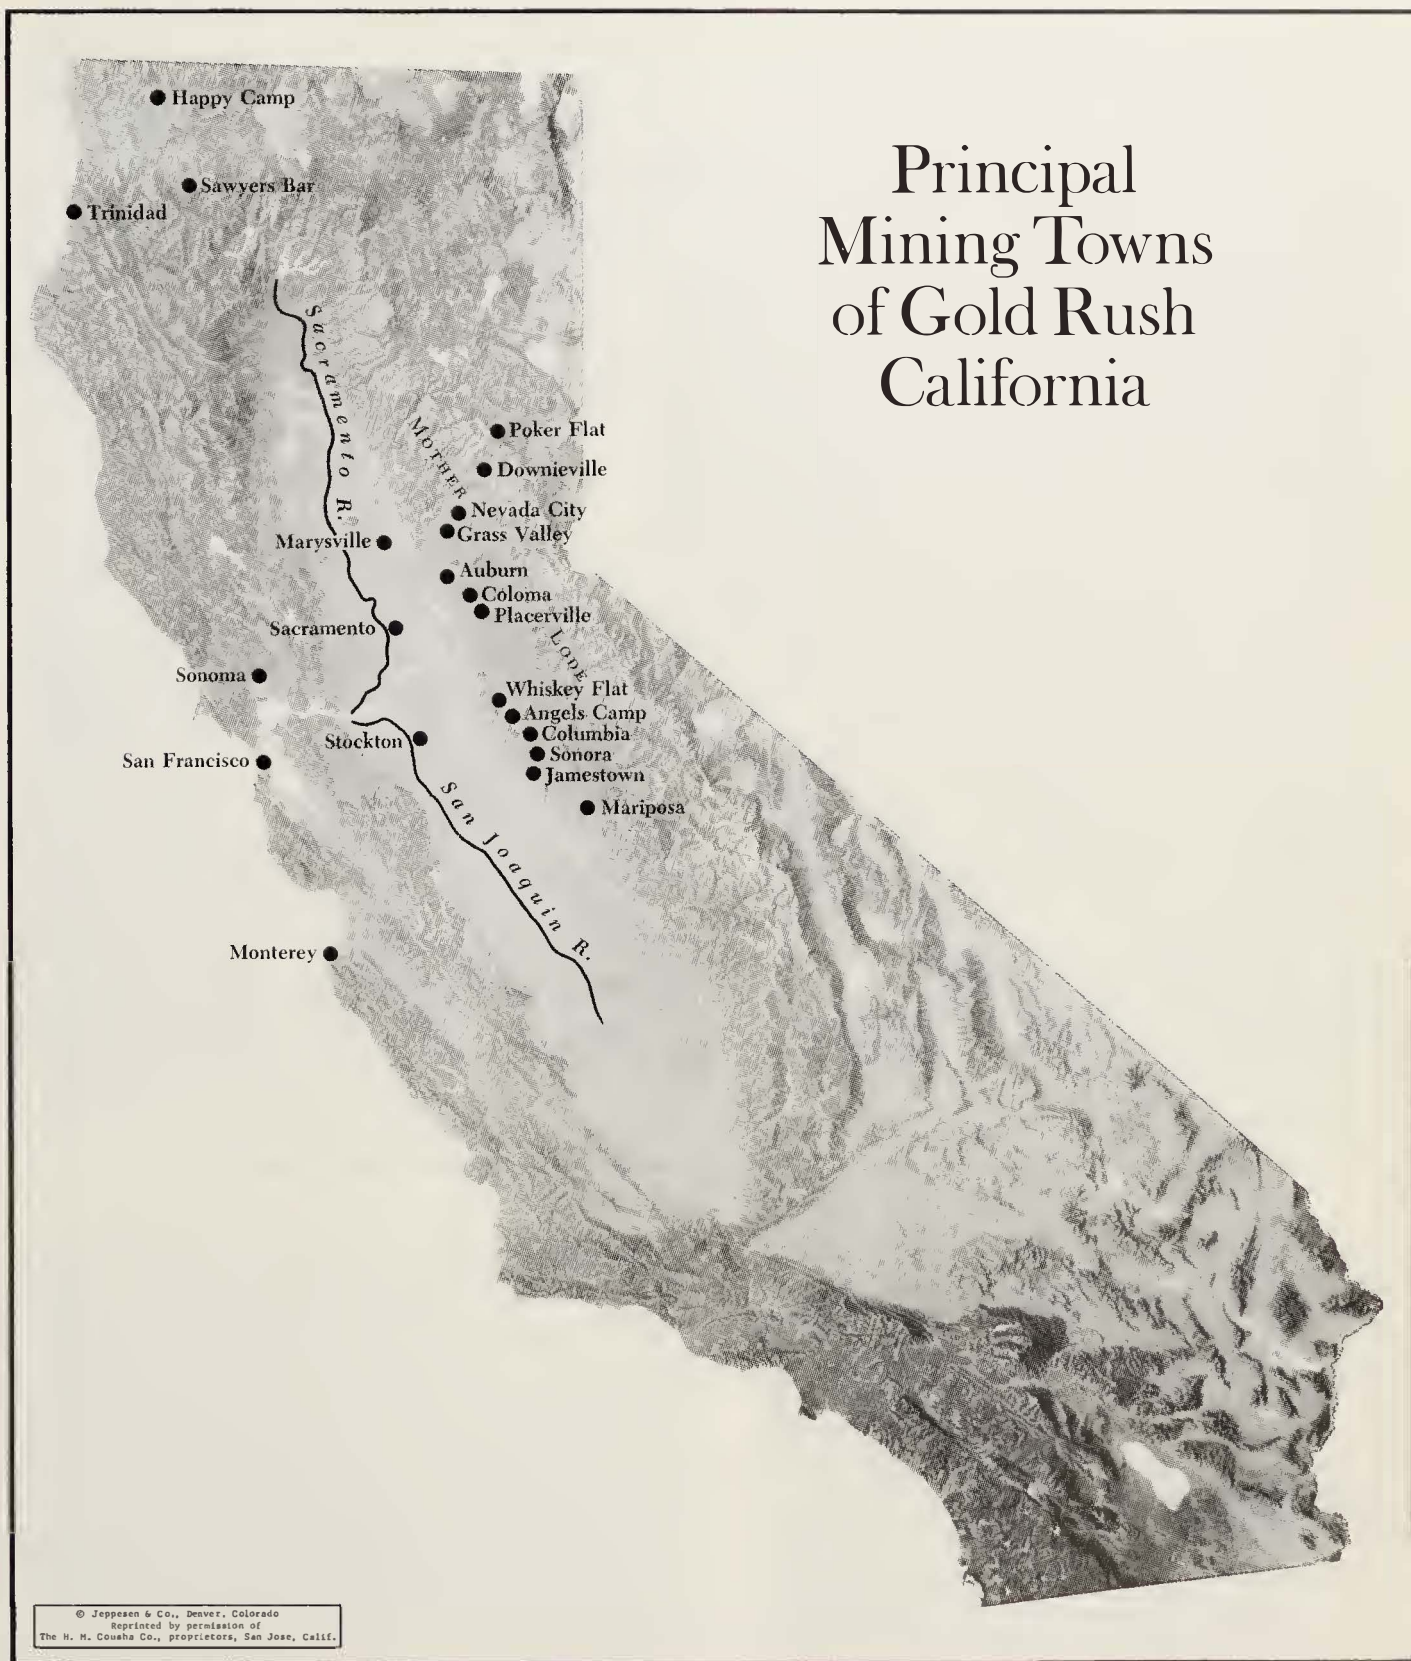 Principal
Mining Towns
of Gold Rush
California
Happy Camp
Sawyers Bar
Trinidad
Sacramento R.
MOTHER
Poker Flat
Downieville
Nevada City
Grass Valley
Marysville
Auburn
Coloma
Placerville
Sacramento
LODE
Sonoma
Whiskey Flat
Angels Camp
Columbia
Stockton
Sonora
San Francisco
Jamestown
San Joaquin R.
Mariposa
Monterey
© Jeppesen & Co., Denver, Colorado
Reprinted by permission of
The H. M. Cousha Co., proprietors, San Jose, Calif.